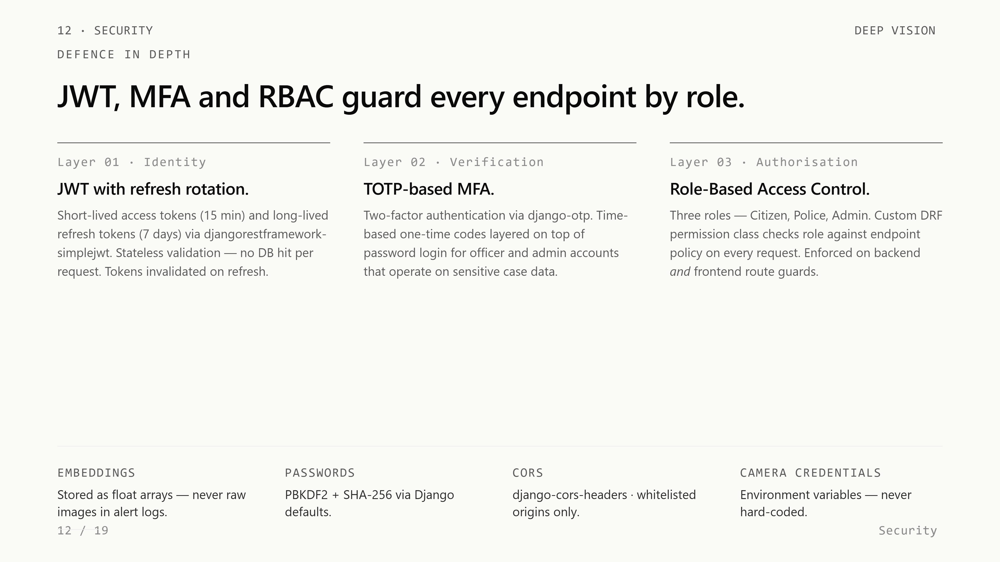 12 · SECURITY
DEEP VISION
DEFENCE IN DEPTH
JWT, MFA and RBAC guard every endpoint by role.
Layer 01 · Identity
JWT with refresh rotation.
Short-lived access tokens (15 min) and long-lived
refresh tokens (7 days) via djangorestframework-
simplejwt. Stateless validation — no DB hit per
request. Tokens invalidated on refresh.
Layer 02 · Verification
TOTP-based MFA.
Two-factor authentication via django-otp. Time-
based one-time codes layered on top of
password login for officer and admin accounts
that operate on sensitive case data.
Layer 03 · Authorisation
Role-Based Access Control.
Three roles — Citizen, Police, Admin. Custom DRF
permission class checks role against endpoint
policy on every request. Enforced on backend
and frontend route guards.
EMBEDDINGS
Stored as float arrays — never raw
images in alert logs.
PASSWORDS
PBKDF2 + SHA-256 via Django
defaults.
CORS
django-cors-headers · whitelisted
origins only.
CAMERA CREDENTIALS
Environment variables — never
hard-coded.
12 / 19
Security